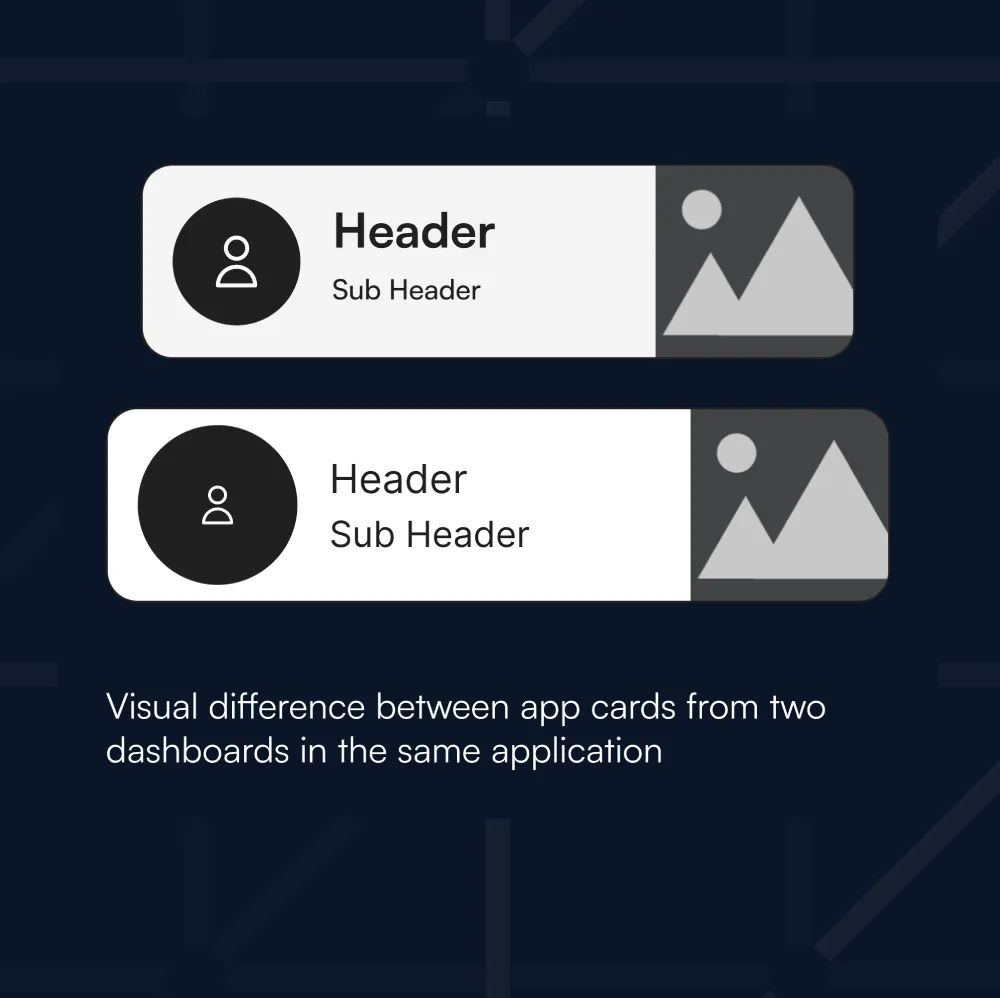 Header
Sub Header
Header
Sub Header
Visual difference between app cards from two
dashboards in the same application